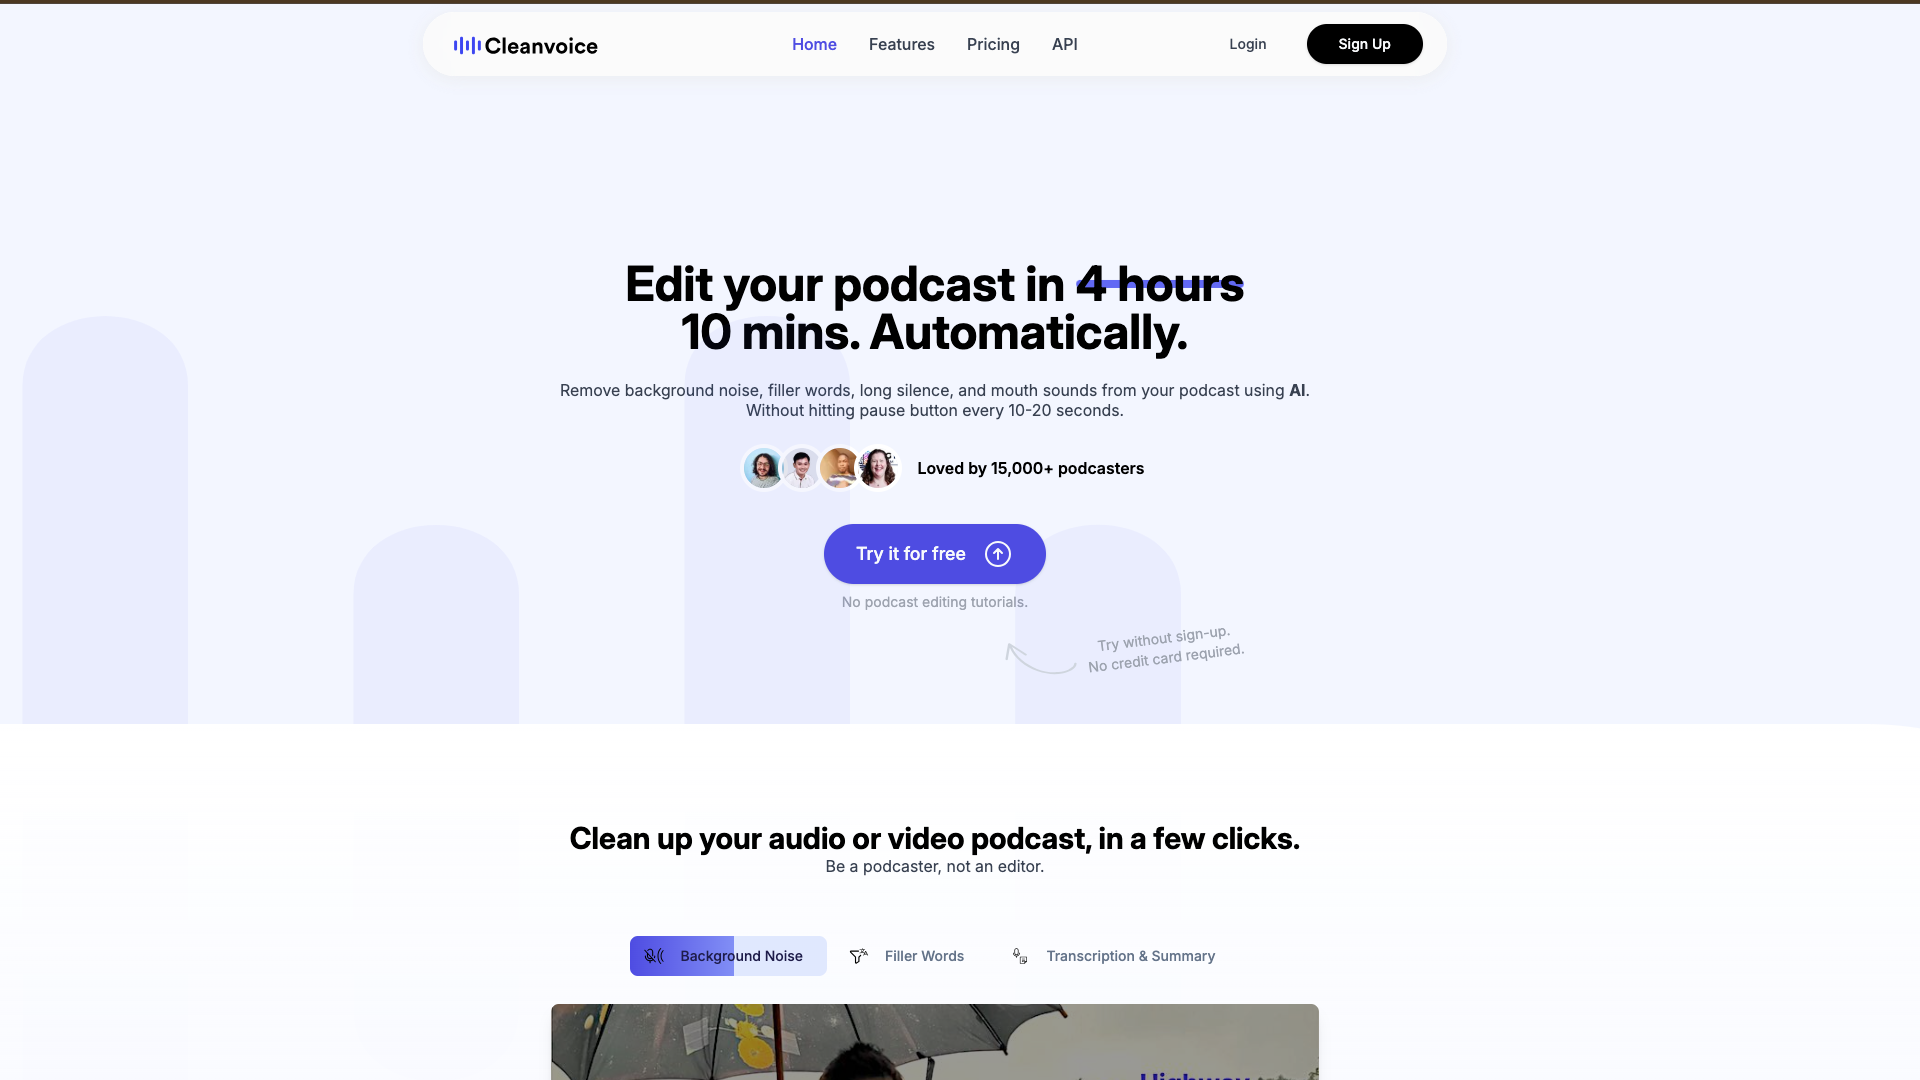 Cleanvoice
Home
Features
Pricing
API
Login
Sign Up
Edit your podcast in 4 hours
10 mins. Automatically.
Remove background noise, filler words, long silence, and mouth sounds from your podcast using AI.
Without hitting pause button every 10-20 seconds.
Loved by 15,000+ podcasters
Try it for free
No podcast editing tutorials.
Try without sign-up.
No credit card required.
Clean up your audio or video podcast, in a few clicks.
Be a podcaster, not an editor.
Background Noise
Filler Words
Transcription & Summary
Highway